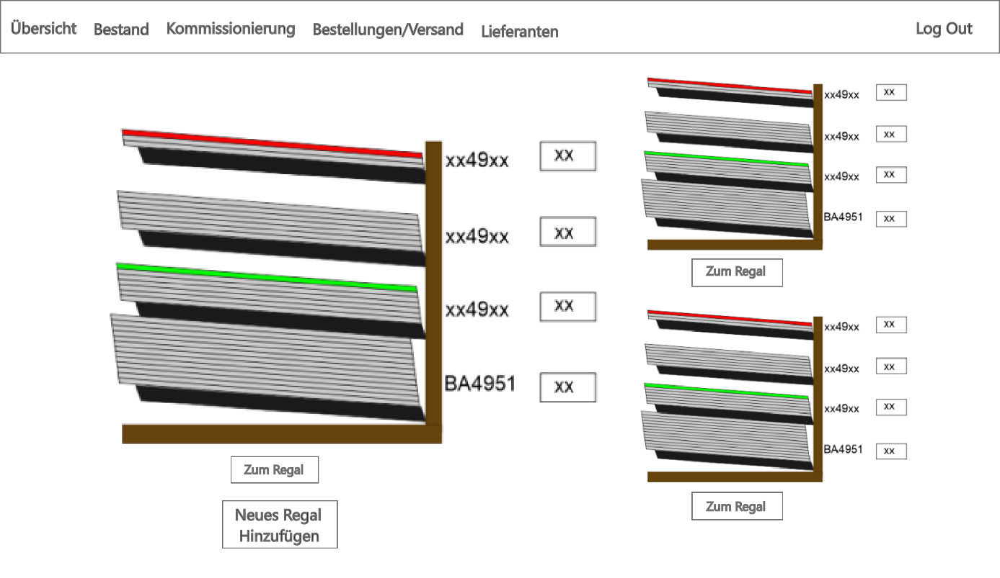 Übersicht Bestand Kommissionierung Bestellungen/Versand Lieferanten Log Out
xx49xx xx
xx49xx xx
xx49xx xx
BA4951 xx
Zum Regal
Neues Regal
Hinzufügen
xx49xx xx
xx49xx xx
xx49xx xx
BA4951 xx
Zum Regal
xx49xx xx
xx49xx xx
xx49xx xx
BA4951 xx
Zum Regal